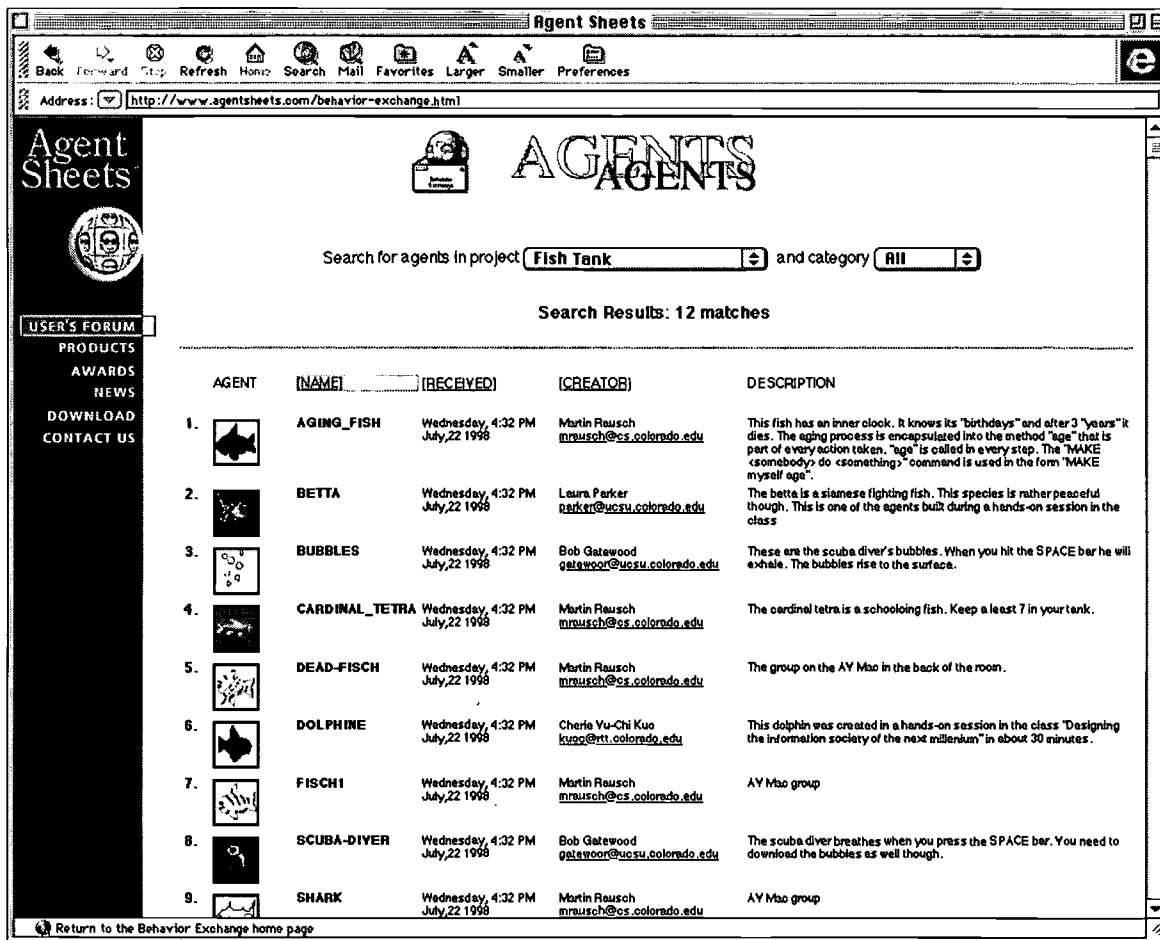 Agent Sheets
Back Forward Stop Refresh Home Search Mail Favorites Larger Smaller Preferences
Address: http://www.agentsheets.com/behavior-exchange.html
Agent
Sheets
USER'S FORUM
PRODUCTS
AWARDS
NEWS
DOWNLOAD
CONTACT US
Behavior
Exchange
AGENTS
AGENTS
Search for agents in project Fish Tank and category All
Search Results: 12 matches
AGENT [NAME] [RECEIVED] [CREATOR] DESCRIPTION
1. AGING_FISH Wednesday, 4:32 PM Martin Rausch This fish has an inner clock. It knows its "birthdays" and after 3 "years" it
July,22 1998 mrausch@cs.colorado.edu dies. The aging process is encapsulated into the method "age" that is
part of every action taken. "age" is called in every step. The "MAKE
<somebody> do <something>" command is used in the form "MAKE
myself age".
2. BETTA Wednesday, 4:32 PM Laura Parker The betta is a siamese fighting fish. This species is rather peaceful
July,22 1998 parker@ucsu.colorado.edu though. This is one of the agents built during a hands-on session in the
class
3. BUBBLES Wednesday, 4:32 PM Bob Gatewood These are the scuba diver's bubbles. When you hit the SPACE bar he will
July,22 1998 gatewoor@ucsu.colorado.edu exhale. The bubbles rise to the surface.
4. CARDINAL_TETRA Wednesday, 4:32 PM Martin Rausch The cardinal tetra is a schooloing fish. Keep a least 7 in your tank.
July,22 1998 mrausch@cs.colorado.edu
5. DEAD-FISCH Wednesday, 4:32 PM Martin Rausch The group on the AV Mac in the back of the room.
July,22 1998 mrausch@cs.colorado.edu
6. DOLPHINE Wednesday, 4:32 PM Cherie Yu-Chi Kuo This dolphin was created in a hands-on session in the class "Designing
July,22 1998 kuoc@rtt.colorado.edu the information society of the next millenium" in about 30 minutes.
7. FISCH1 Wednesday, 4:32 PM Martin Rausch AV Mac group
July,22 1998 mrausch@cs.colorado.edu
8. SCUBA-DIVER Wednesday, 4:32 PM Bob Gatewood The scuba diver breathes when you press the SPACE bar. You need to
July,22 1998 gatewoor@ucsu.colorado.edu download the bubbles as well though.
9. SHARK Wednesday, 4:32 PM Martin Rausch AV Mac group
July,22 1998 mrausch@cs.colorado.edu
Return to the Behavior Exchange home page